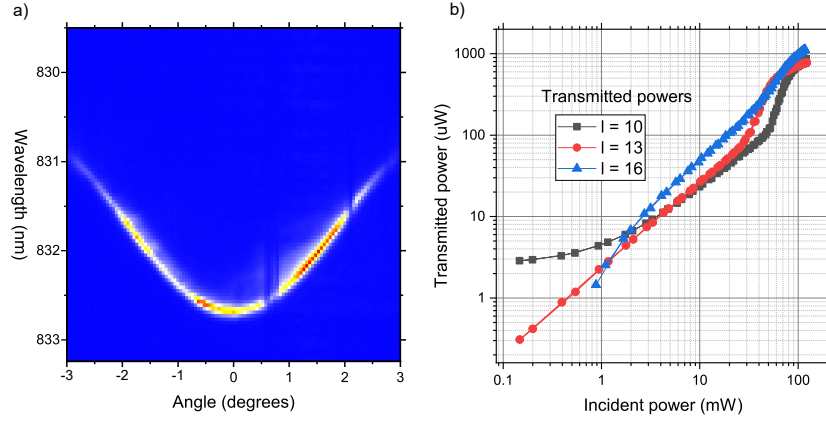 a)
830
831
832
833
Wavelength (nm)
-3
-2
-1
0
1
2
3
Angle (degrees)
b)
1000
100
10
1
Transmitted power (uW)
Transmitted powers
l = 10
l = 13
l = 16
0.1
1
10
100
Incident power (mW)